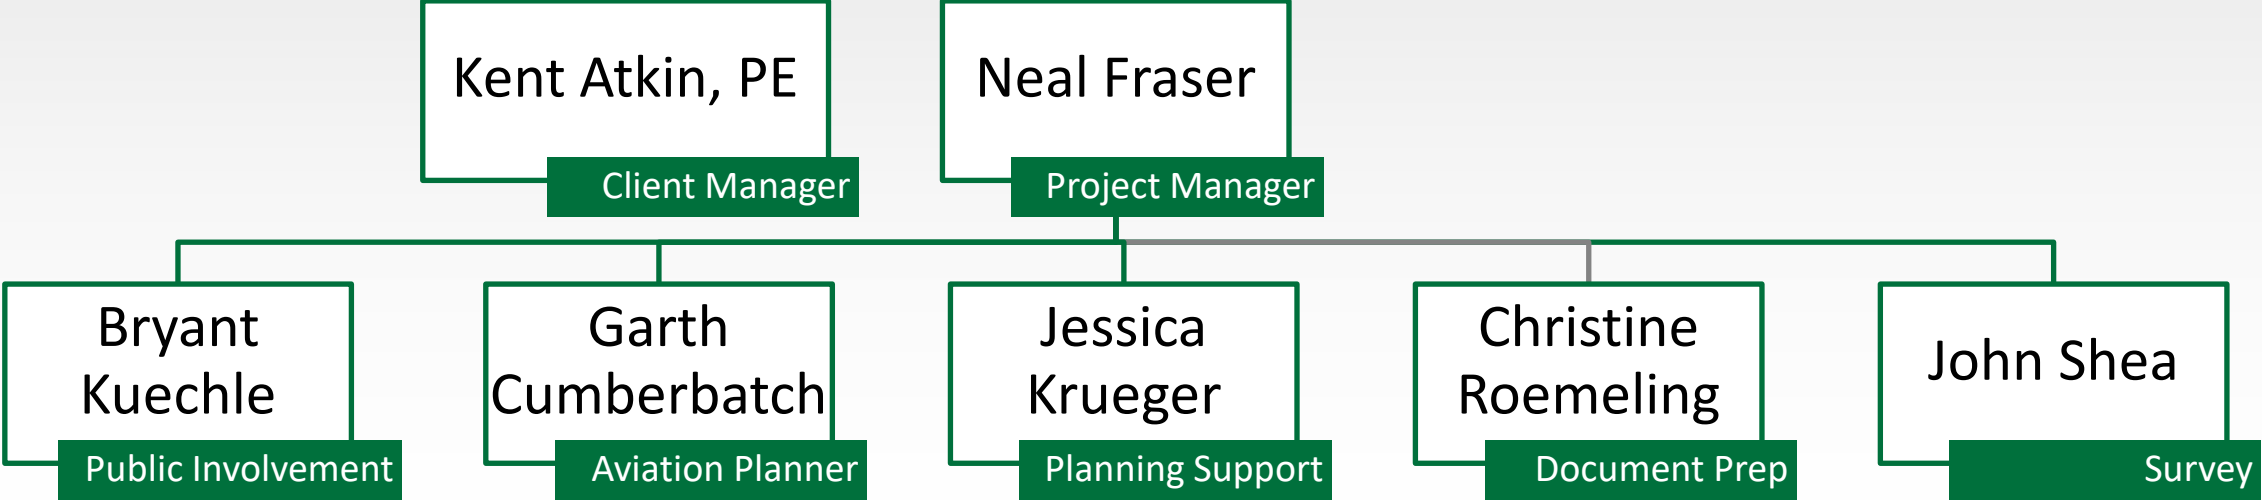 Kent Atkin, PE
Client Manager
Neal Fraser
Project Manager
Bryant
Kuechle
Public Involvement
Garth
Cumberbatch
Aviation Planner
Jessica
Krueger
Planning Support
Christine
Roemeling
Document Prep
John Shea
Survey